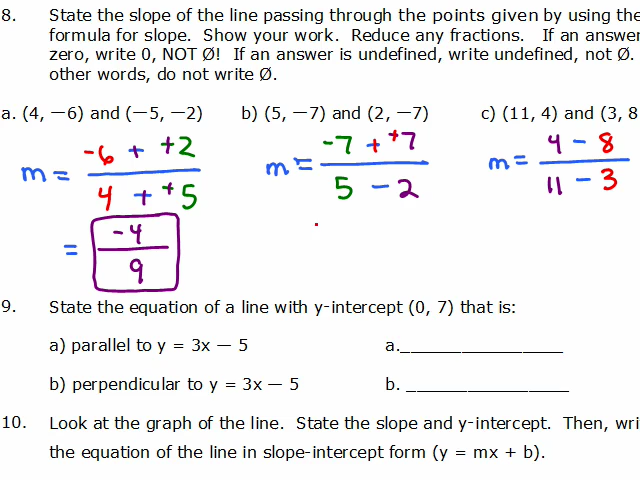 8. State the slope of the line passing through the points given by using the
formula for slope. Show your work. Reduce any fractions. If an answer
zero, write 0, NOT Ø! If an answer is undefined, write undefined, not Ø.
other words, do not write Ø.
a. (4, −6) and (−5, −2) b) (5, −7) and (2, −7) c) (11, 4) and (3, 8
-6 + +2 -7 + +7 4 - 8
m = m = m =
4 + +5 5 - 2 11 - 3
= -4
9
9. State the equation of a line with y-intercept (0, 7) that is:
a) parallel to y = 3x − 5 a.__________________
b) perpendicular to y = 3x − 5 b. __________________
10. Look at the graph of the line. State the slope and y-intercept. Then, wri
the equation of the line in slope-intercept form (y = mx + b).